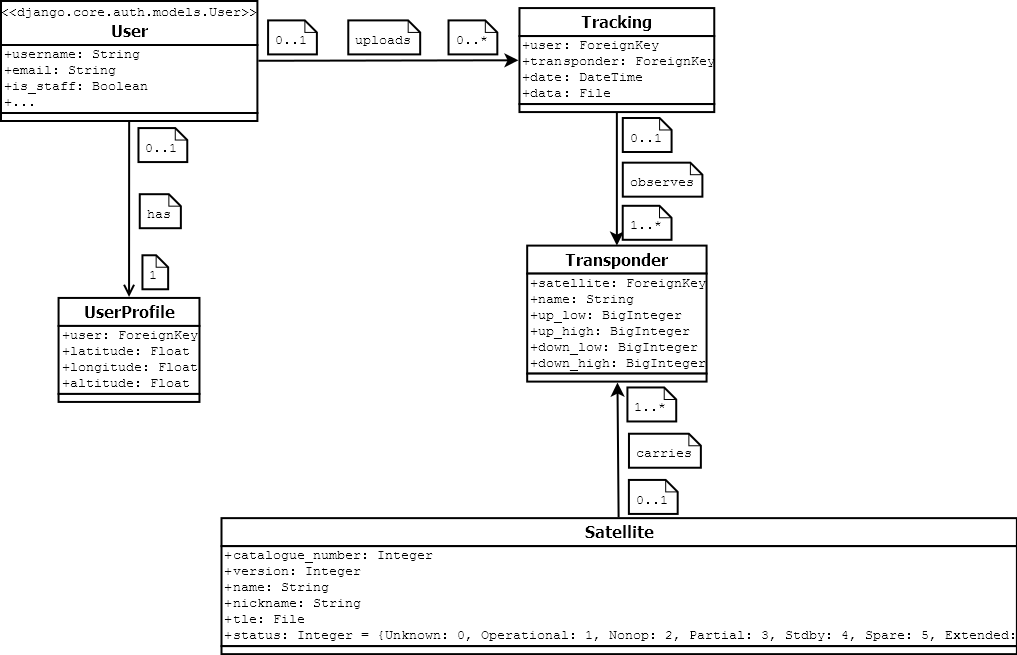 <<django.core.auth.models.User>>
User
+username: String
+email: String
+is_staff: Boolean
+...
0..1
uploads
0..*
Tracking
+user: ForeignKey
+transponder: ForeignKey
+date: DateTime
+data: File
0..1
has
1
UserProfile
+user: ForeignKey
+latitude: Float
+longitude: Float
+altitude: Float
0..1
observes
1..*
Transponder
+satellite: ForeignKey
+name: String
+up_low: BigInteger
+up_high: BigInteger
+down_low: BigInteger
+down_high: BigInteger
1..*
carries
0..1
Satellite
+catalogue_number: Integer
+version: Integer
+name: String
+nickname: String
+tle: File
+status: Integer = {Unknown: 0, Operational: 1, Nonop: 2, Partial: 3, Stdby: 4, Spare: 5, Extended: